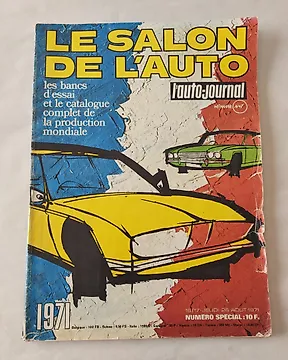 LE SALON
DE L'AUTO
les bancs
d'essai
et le catalogue
complet de
la production
mondiale
l'auto-journal
1971
NUMÉRO SPÉCIAL : 10 F.